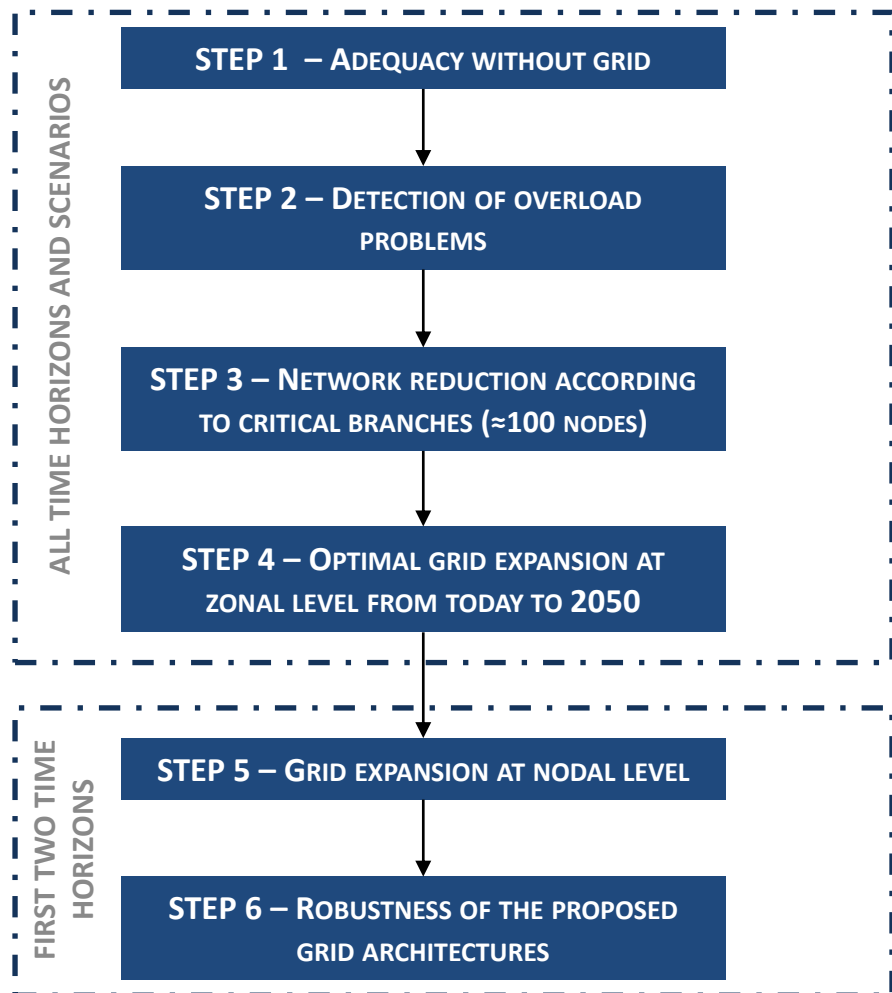 ALL TIME HORIZONS AND SCENARIOS
STEP 1 – ADEQUACY WITHOUT GRID
STEP 2 – DETECTION OF OVERLOAD
PROBLEMS
STEP 3 – NETWORK REDUCTION ACCORDING
TO CRITICAL BRANCHES (≈100 NODES)
STEP 4 – OPTIMAL GRID EXPANSION AT
ZONAL LEVEL FROM TODAY TO 2050
FIRST TWO TIME
HORIZONS
STEP 5 – GRID EXPANSION AT NODAL LEVEL
STEP 6 – ROBUSTNESS OF THE PROPOSED
GRID ARCHITECTURES